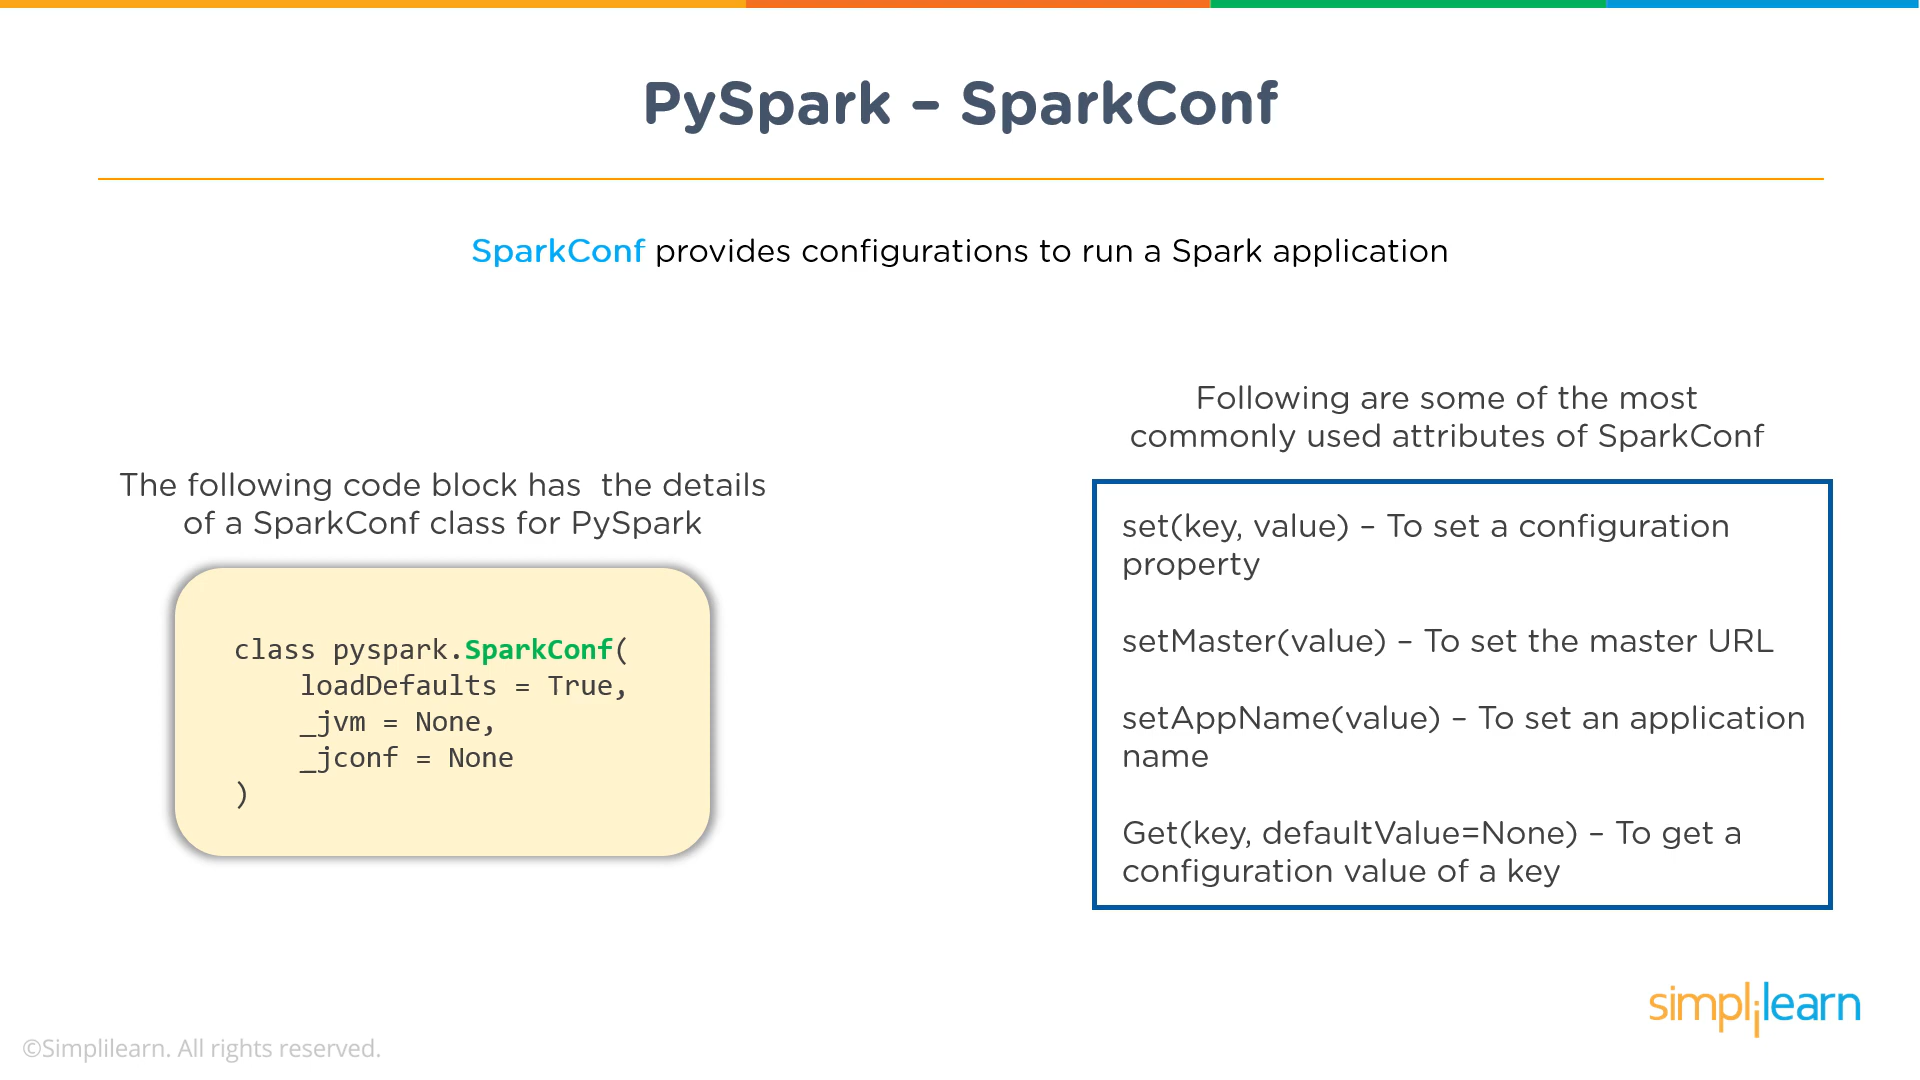 PySpark – SparkConf
SparkConf provides configurations to run a Spark application
The following code block has  the details
of a SparkConf class for PySpark
class pyspark.SparkConf(
    loadDefaults = True,
    _jvm = None,
    _jconf = None
)
Following are some of the most
commonly used attributes of SparkConf
set(key, value) – To set a configuration
property
setMaster(value) – To set the master URL
setAppName(value) – To set an application
name
Get(key, defaultValue=None) – To get a
configuration value of a key
simplilearn
©Simplilearn. All rights reserved.